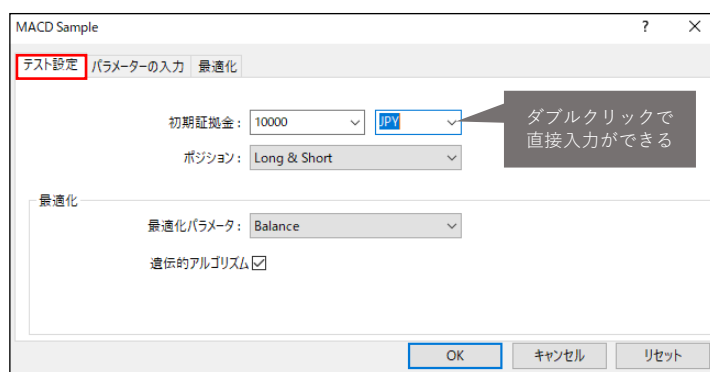 MACD Sample
テスト設定 パラメーターの入力 最適化
初期証拠金: 10000 JPY
ダブルクリックで
直接入力ができる
ポジション: Long & Short
最適化
最適化パラメータ: Balance
遺伝的アルゴリズム
OK キャンセル リセット